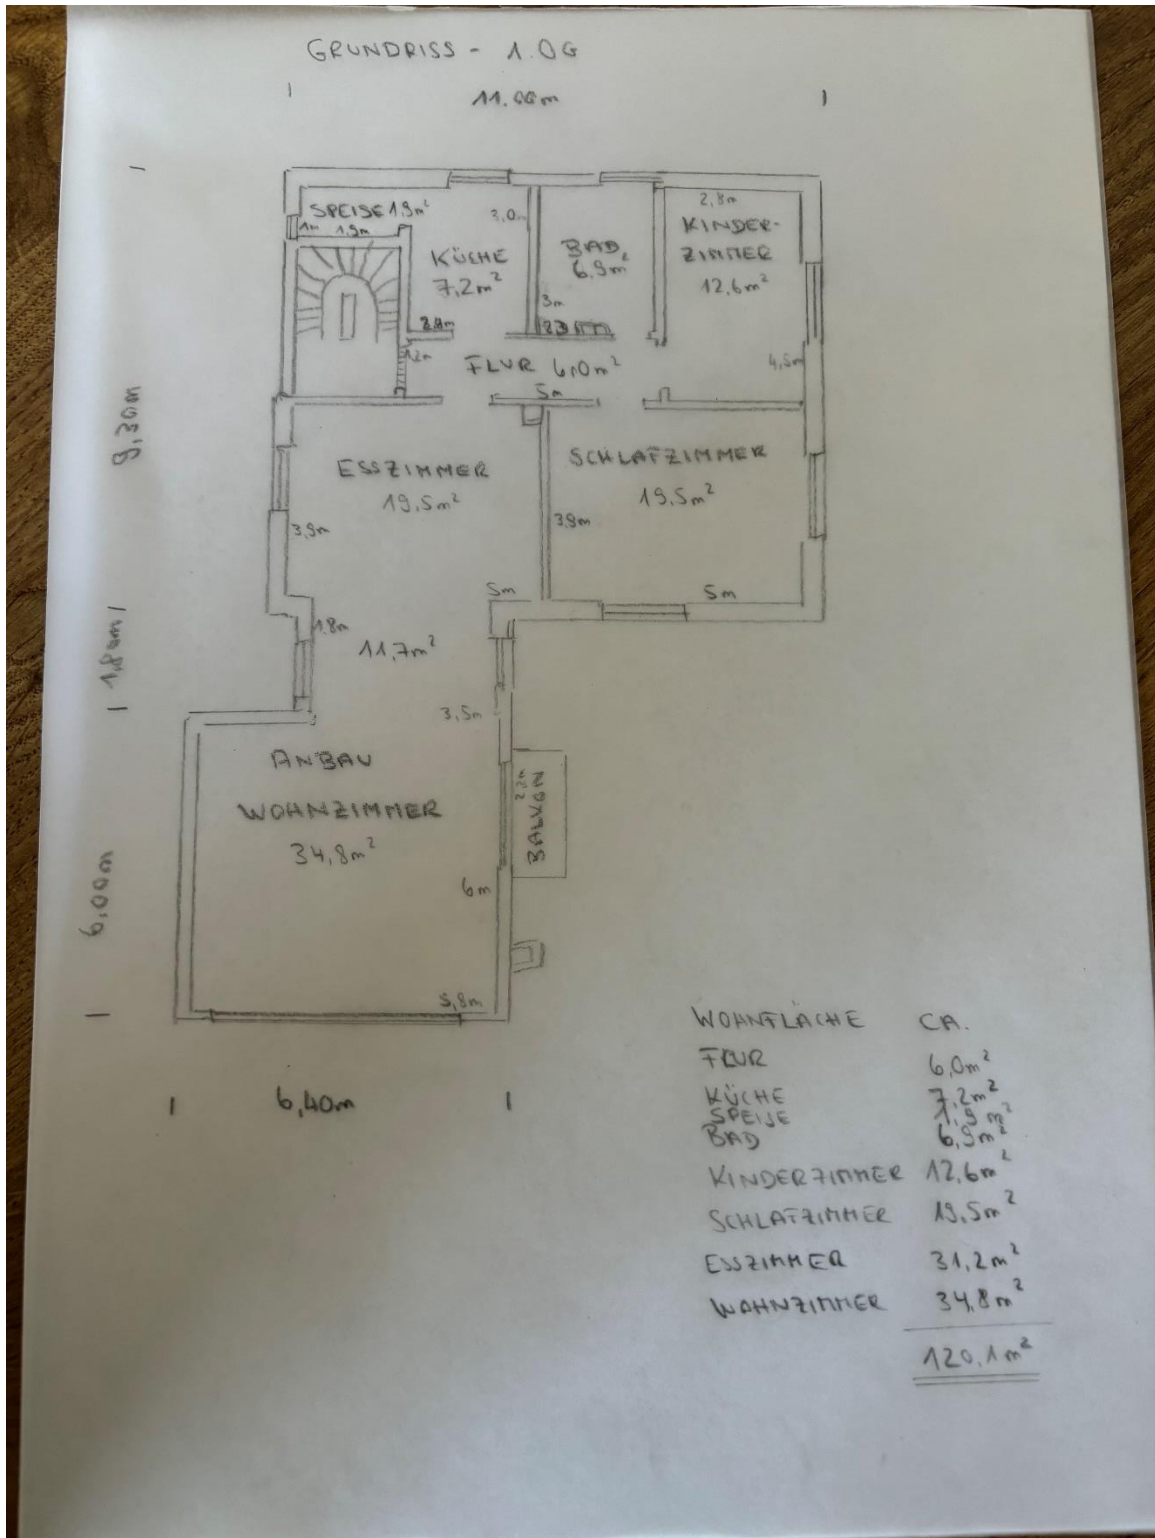 GRUNDRISS - 1.OG
11.00m
SPEISE 1,9m²
1m 1,9m
3,0m
KÜCHE
7,2m²
BAD
6,9m²
3m
2,8m
KINDER-
ZIMMER
12,6m²
4,5m
1,2m
FLUR 6,0m²
5m
9,30m
ESSZIMMER
19,5m²
3,9m
5m
SCHLAFZIMMER
19,5m²
3,9m
5m
1,80m
1,8m
11,7m²
3,5m
ANBAU
WOHNZIMMER
34,8m²
6m
5,8m
BALKON
6,00m
6,40m
WOHNFLÄCHE CA.
FLUR 6,0m²
KÜCHE 7,2m²
SPEISE 1,9m²
BAD 6,9m²
KINDERZIMMER 12,6m²
SCHLAFZIMMER 19,5m²
ESSZIMMER 31,2m²
WOHNZIMMER 34,8m²
120,1m²